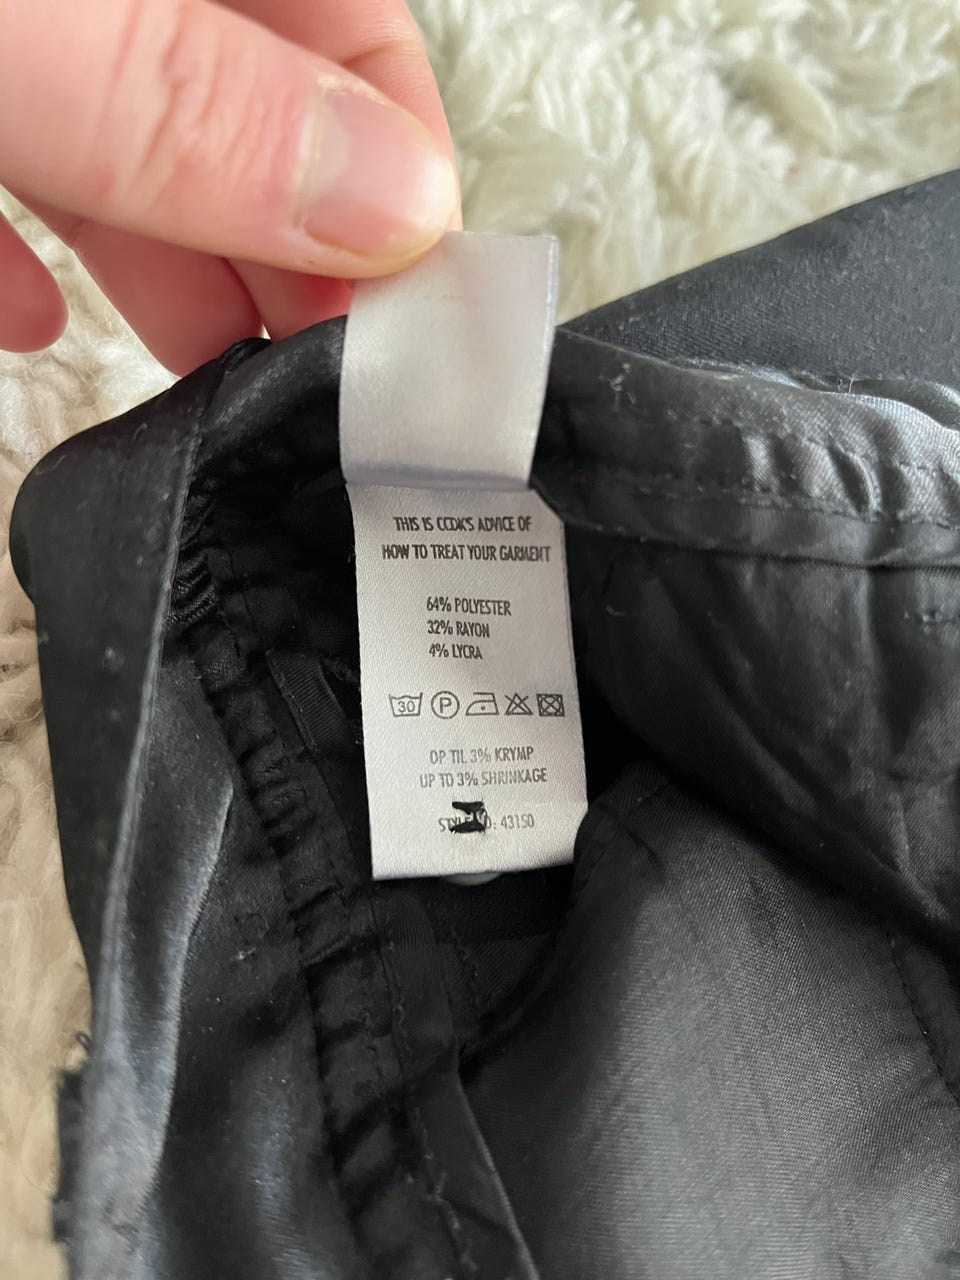 THIS IS CCDK'S ADVICE OF
HOW TO TREAT YOUR GARMENT
64% POLYESTER
32% RAYON
4% LYCRA
30 P
OP TIL 3% KRYMP
UP TO 3% SHRINKAGE
43150